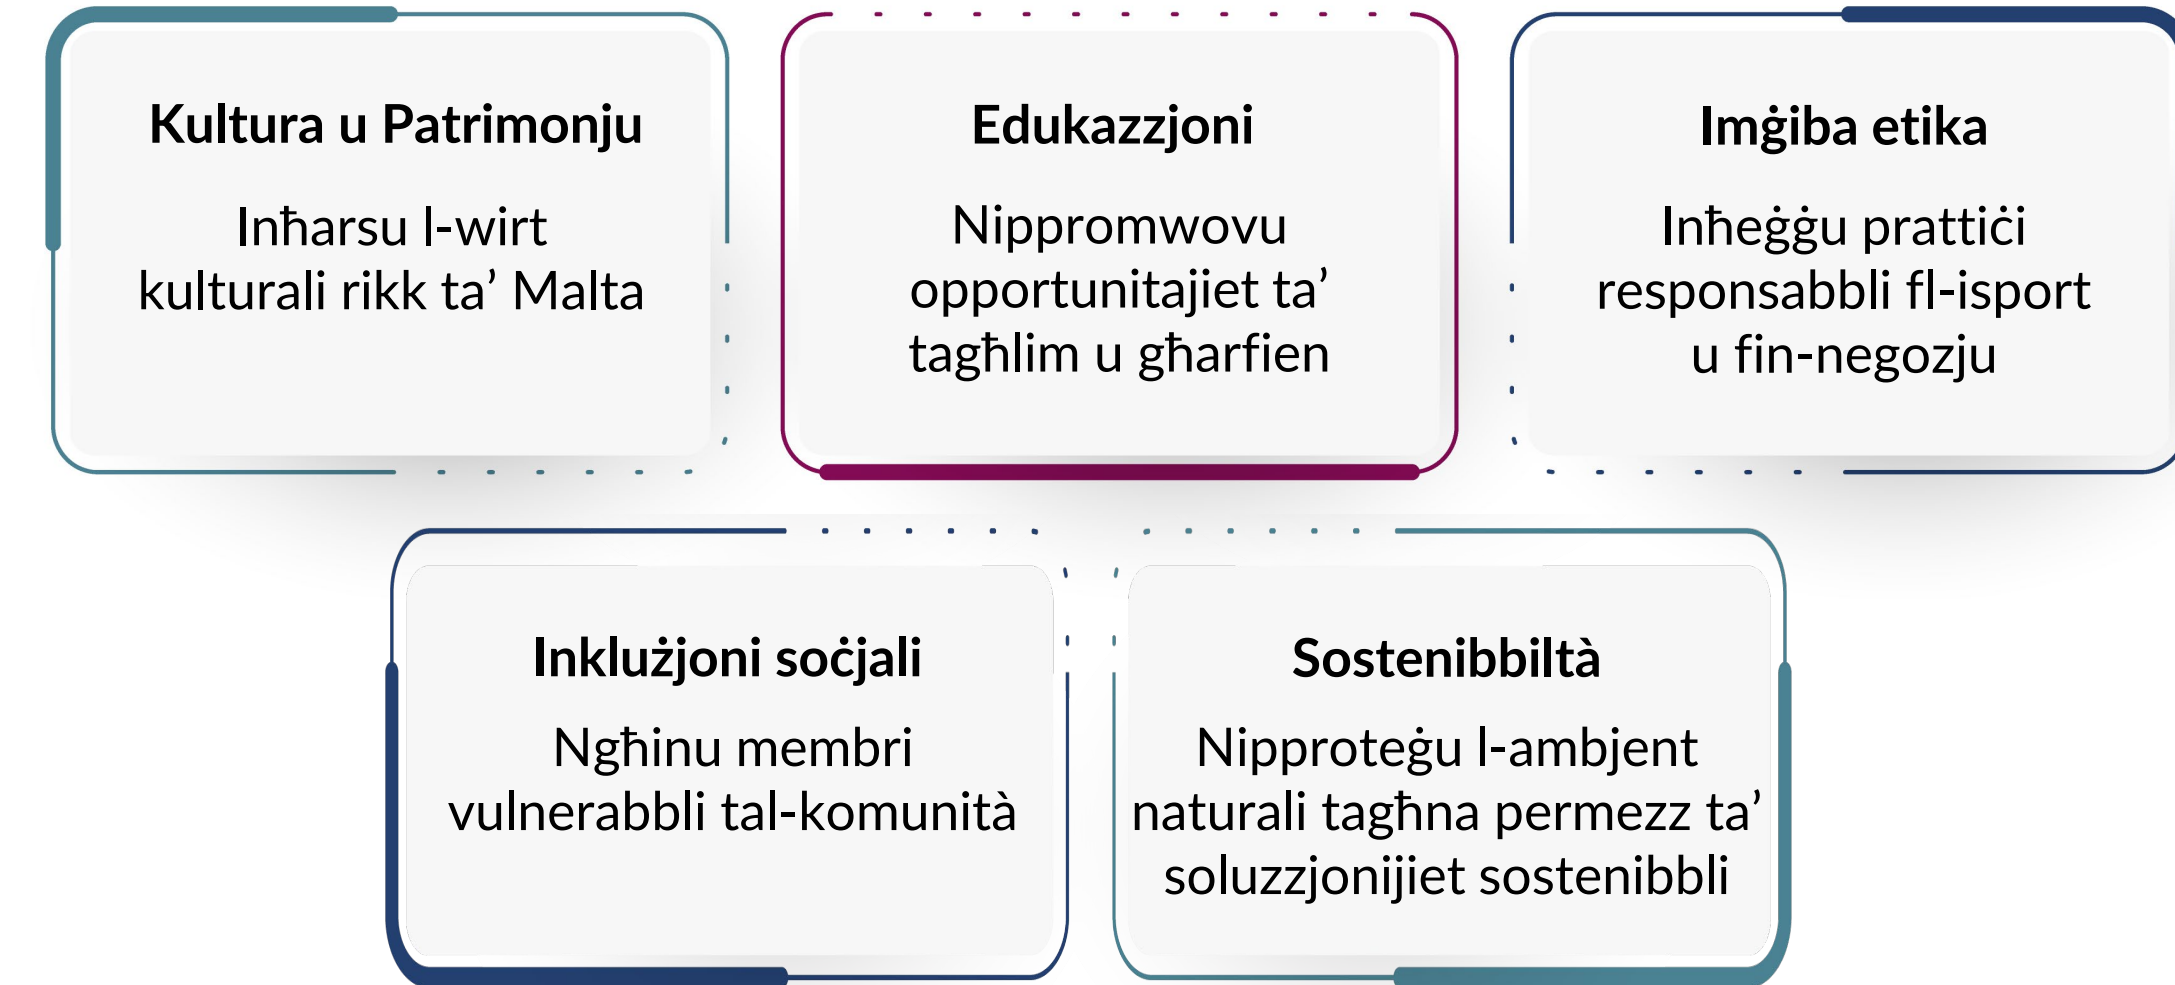 Kultura u Patrimonju
Inħarsu l-wirt
kulturali rikk ta’ Malta
Edukazzjoni
Nippromwovu
opportunitajiet ta’
tagħlim u għarfien
Imġiba etika
Inħeġġu prattiċi
responsabbli fl-isport
u fin-negozju
Inklużjoni soċjali
Ngħinu membri
vulnerabbli tal-komunità
Sostenibbiltà
Nipproteġu l-ambjent
naturali tagħna permezz ta’
soluzzjonijiet sostenibbli